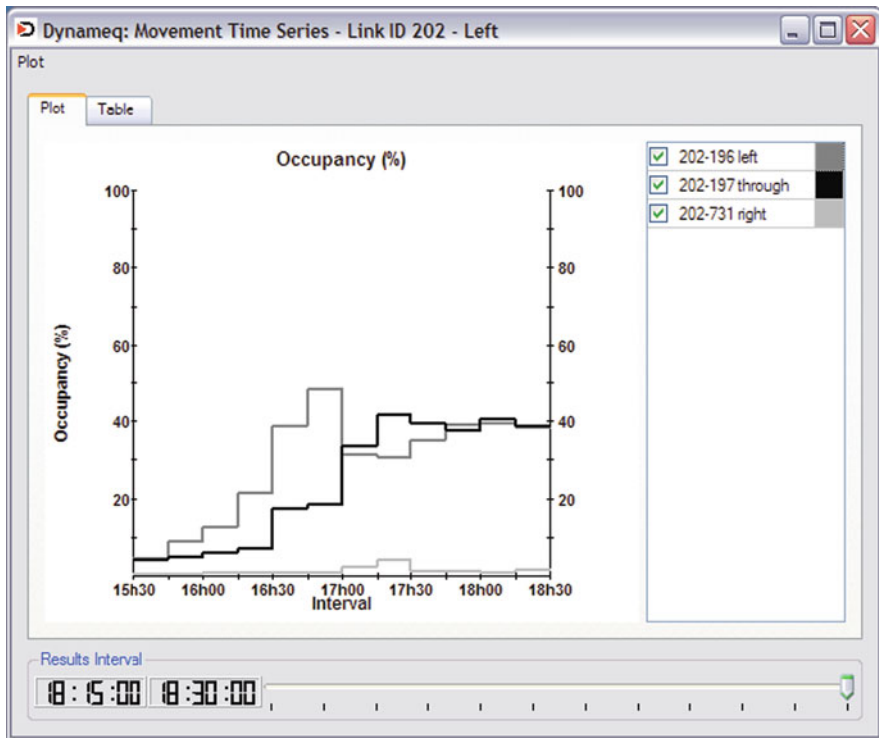 Dynameq: Movement Time Series - Link ID 202 - Left
Plot
Plot Table
Occupancy (%)
202-196 left
202-197 through
202-731 right
100 100
80 80
60 60
40 40
20 20
Occupancy (%)
15h30 16h00 16h30 17h00 17h30 18h00 18h30
Interval
Results Interval
18:15:00 18:30:00